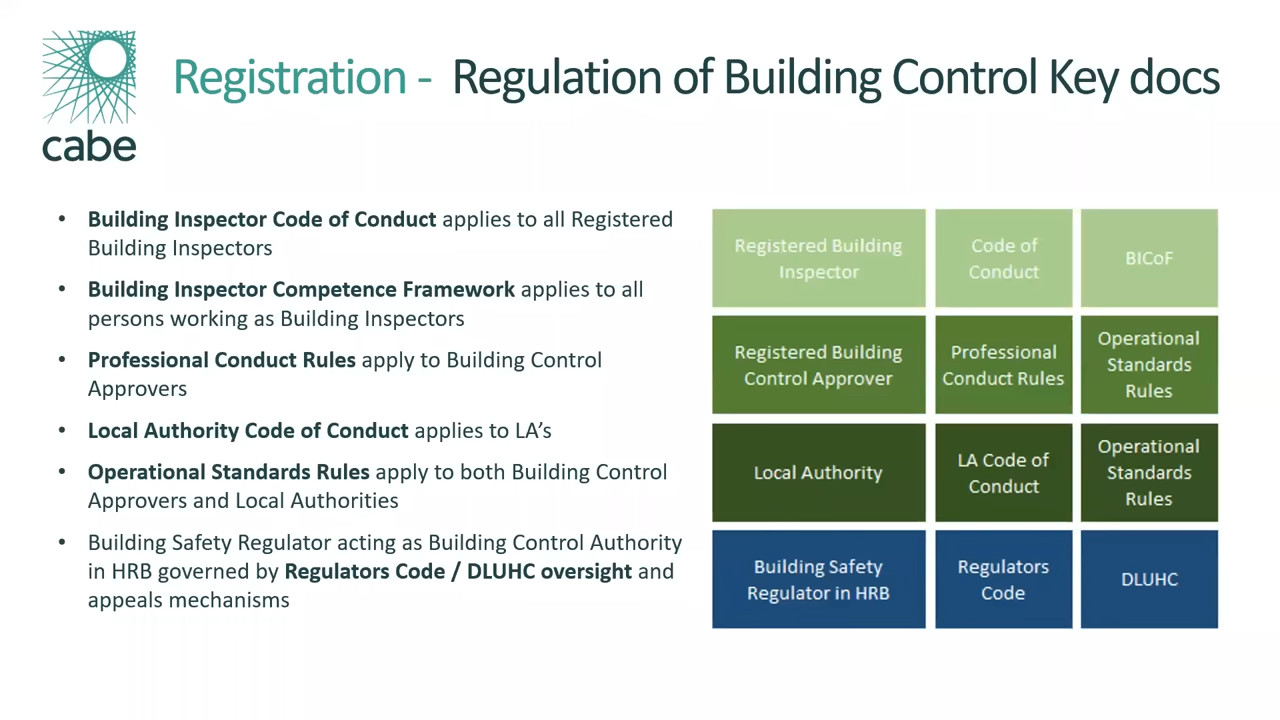 cabe
Registration - Regulation of Building Control Key docs
• Building Inspector Code of Conduct applies to all Registered
Building Inspectors
• Building Inspector Competence Framework applies to all
persons working as Building Inspectors
• Professional Conduct Rules apply to Building Control
Approvers
• Local Authority Code of Conduct applies to LA’s
• Operational Standards Rules apply to both Building Control
Approvers and Local Authorities
• Building Safety Regulator acting as Building Control Authority
in HRB governed by Regulators Code / DLUHC oversight and
appeals mechanisms
Registered Building
Inspector
Code of
Conduct
BICoF
Registered Building
Control Approver
Professional
Conduct Rules
Operational
Standards
Rules
Local Authority
LA Code of
Conduct
Operational
Standards
Rules
Building Safety
Regulator in HRB
Regulators
Code
DLUHC